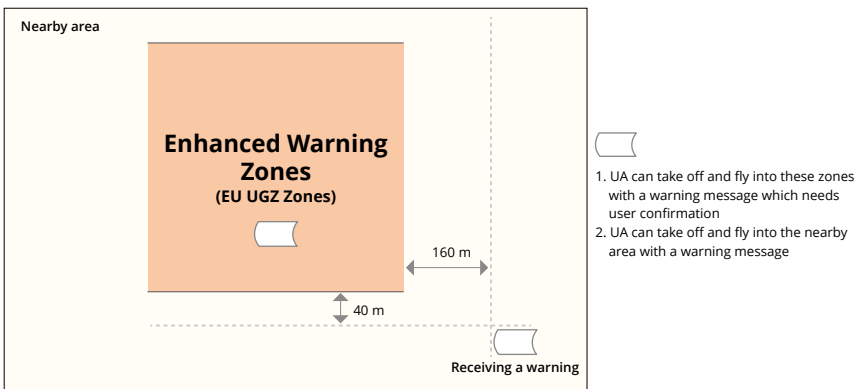 Nearby area
Enhanced Warning
Zones
(EU UGZ Zones)
160 m
40 m
Receiving a warning
1. UA can take off and fly into these zones
with a warning message which needs
user confirmation
2. UA can take off and fly into the nearby
area with a warning message